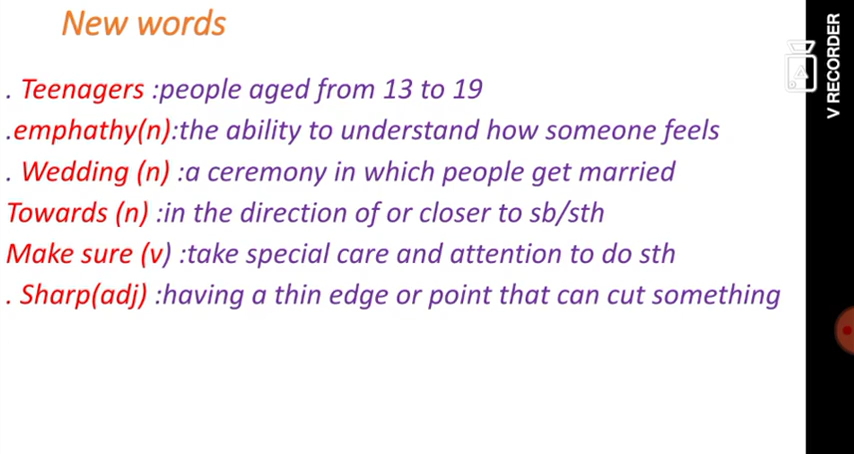 New words
. Teenagers :people aged from 13 to 19
.emphathy(n):the ability to understand how someone feels
. Wedding (n) :a ceremony in which people get married
Towards (n) :in the direction of or closer to sb/sth
Make sure (v) :take special care and attention to do sth
. Sharp(adj) :having a thin edge or point that can cut something
V RECORDER